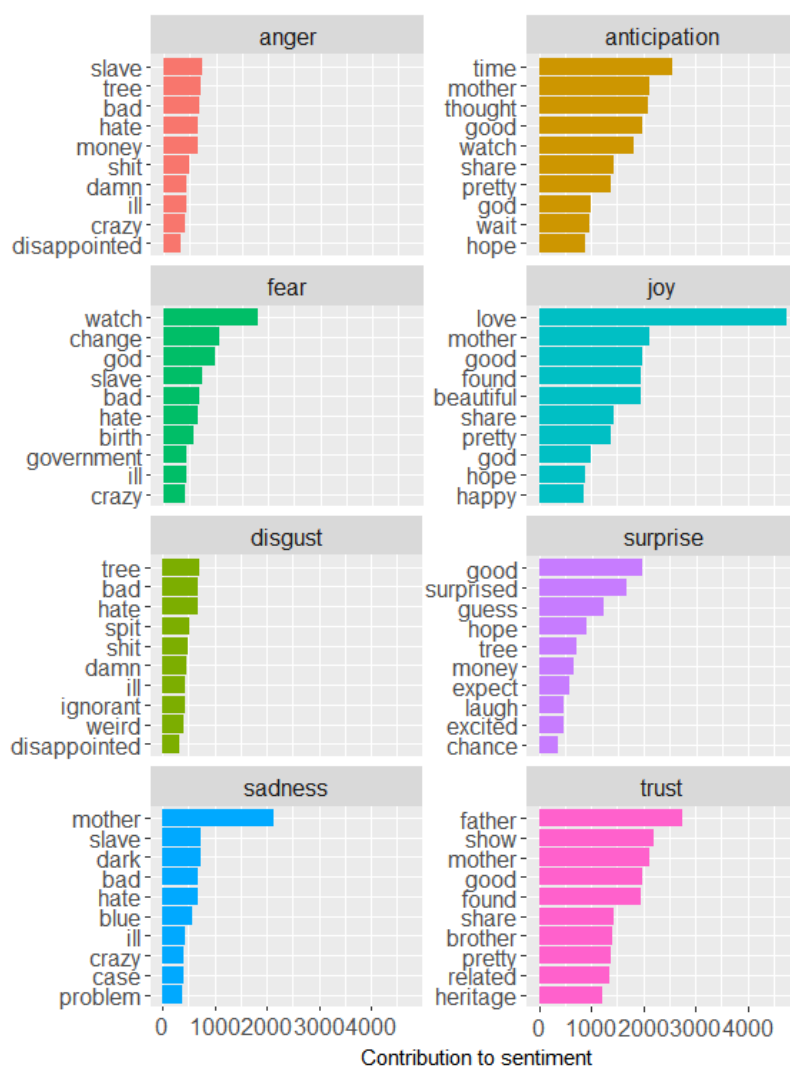 anger
slave
tree
bad
hate
money
shit
damn
ill
crazy
disappointed
anticipation
time
mother
thought
good
watch
share
pretty
god
wait
hope
fear
watch
change
god
slave
bad
hate
birth
government
ill
crazy
joy
love
mother
good
found
beautiful
share
pretty
god
hope
happy
disgust
tree
bad
hate
spit
shit
damn
ill
ignorant
weird
disappointed
surprise
good
surprised
guess
hope
tree
money
expect
laugh
excited
chance
sadness
mother
slave
dark
bad
hate
blue
ill
crazy
case
problem
0 1000 2000 3000 4000
trust
father
show
mother
good
found
share
brother
pretty
related
heritage
0 1000 2000 3000 4000
Contribution to sentiment